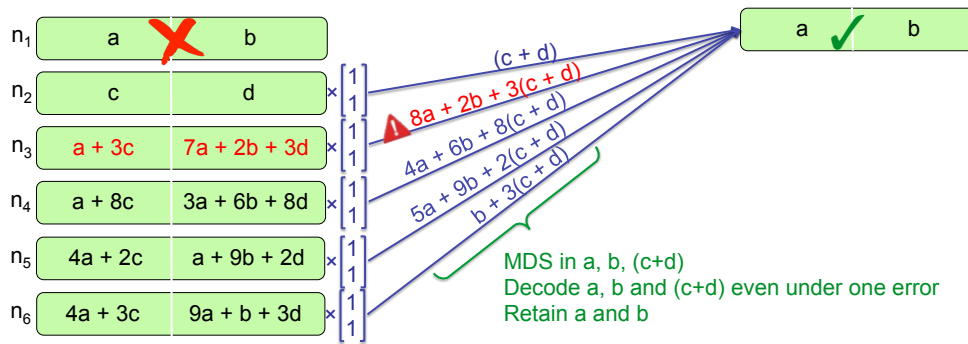 n1 a b
a b
n2 c d × [1 1]
(c + d)
n3 a + 3c 7a + 2b + 3d × [1 1]
8a + 2b + 3(c + d)
n4 a + 8c 3a + 6b + 8d × [1 1]
4a + 6b + 8(c + d)
n5 4a + 2c a + 9b + 2d × [1 1]
5a + 9b + 2(c + d)
n6 4a + 3c 9a + b + 3d × [1 1]
b + 3(c + d)
MDS in a, b, (c+d)
Decode a, b and (c+d) even under one error
Retain a and b